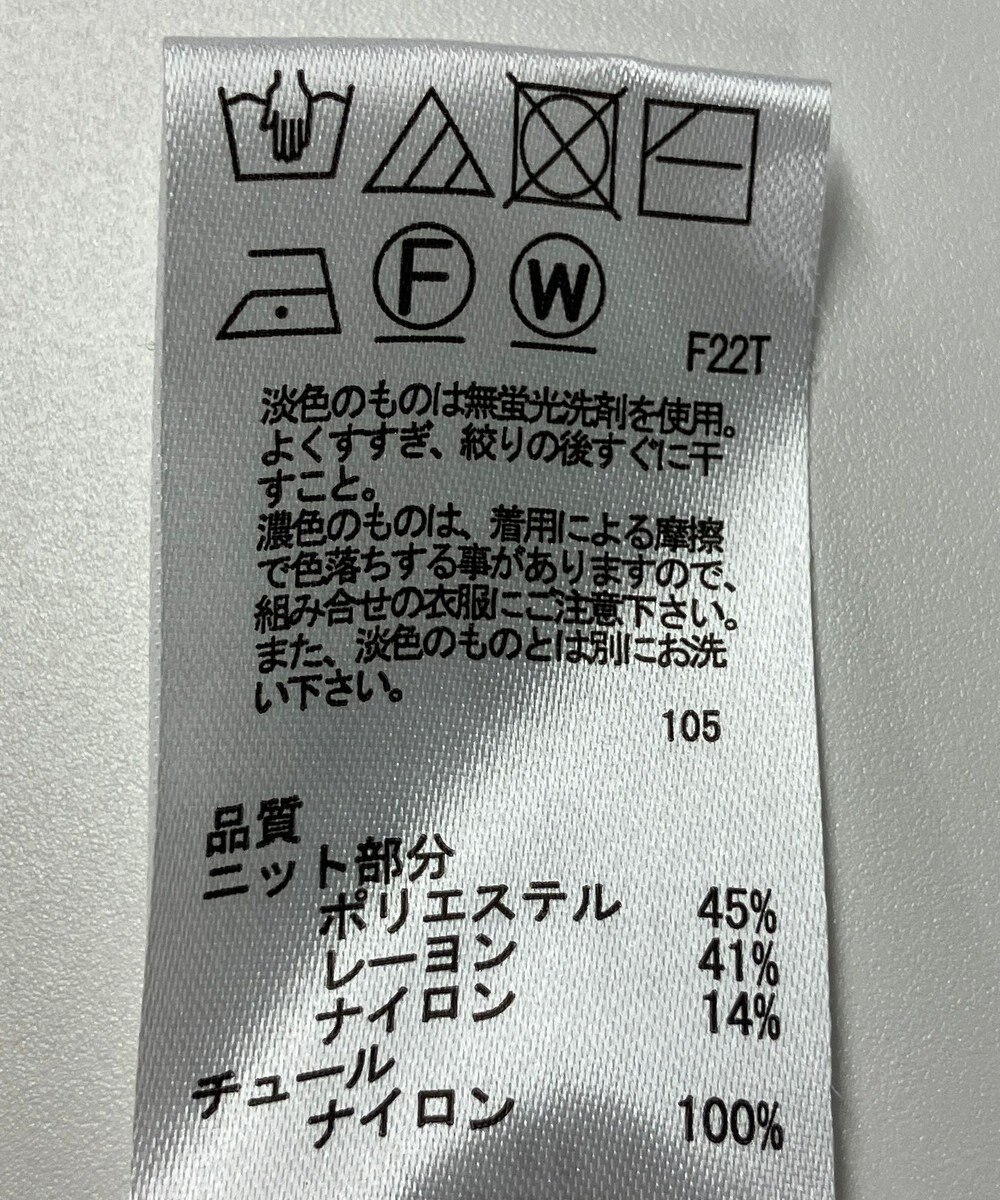 F
W
F22T
淡色のものは無蛍光洗剤を使用。
よくすすぎ、絞りの後すぐに干
すこと。
濃色のものは、着用による摩擦
で色落ちする事がありますので、
組み合せの衣服にご注意下さい。
また、淡色のものとは別にお洗
い下さい。
105
品質
ニット部分
ポリエステル 45%
レーヨン 41%
ナイロン 14%
チュール
ナイロン 100%